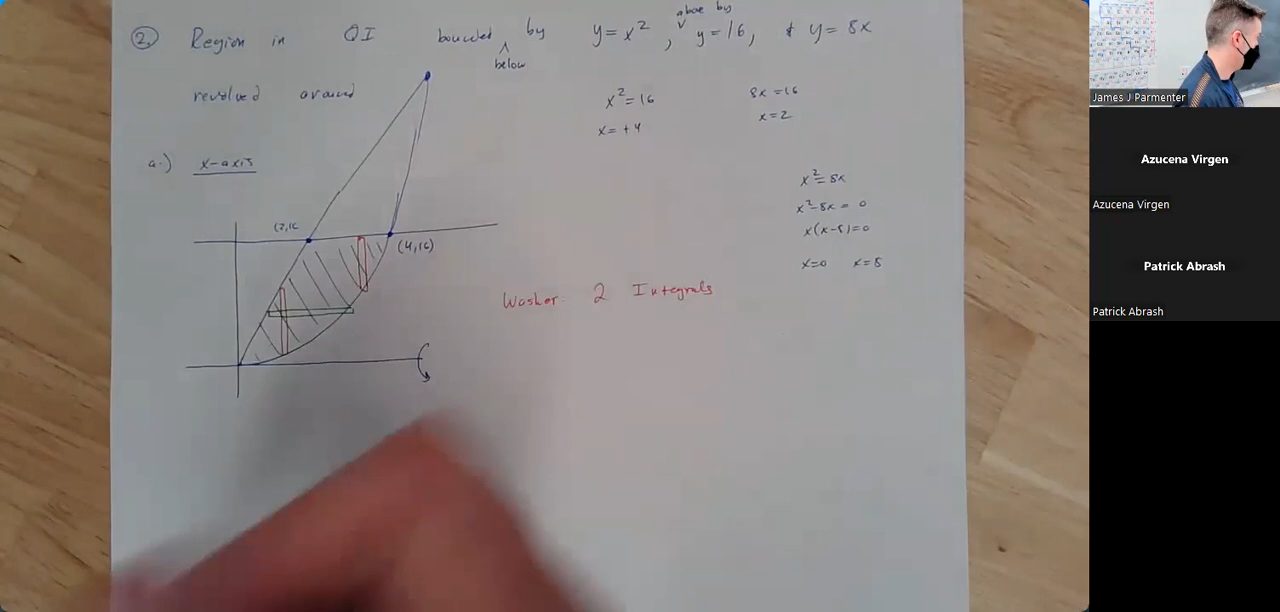 ② Region in QI bounded by y = x² , y = 16, & y = 8x
above by
below
revolved around
x² = 16
x = +4
8x = 16
x = 2
a.) x-axis
x² = 8x
x² - 8x = 0
x(x-8) = 0
x=0 x=8
(2,16
(4,16)
Washer: 2 Integrals
James J Parmenter
Azucena Virgen
Azucena Virgen
Patrick Abrash
Patrick Abrash